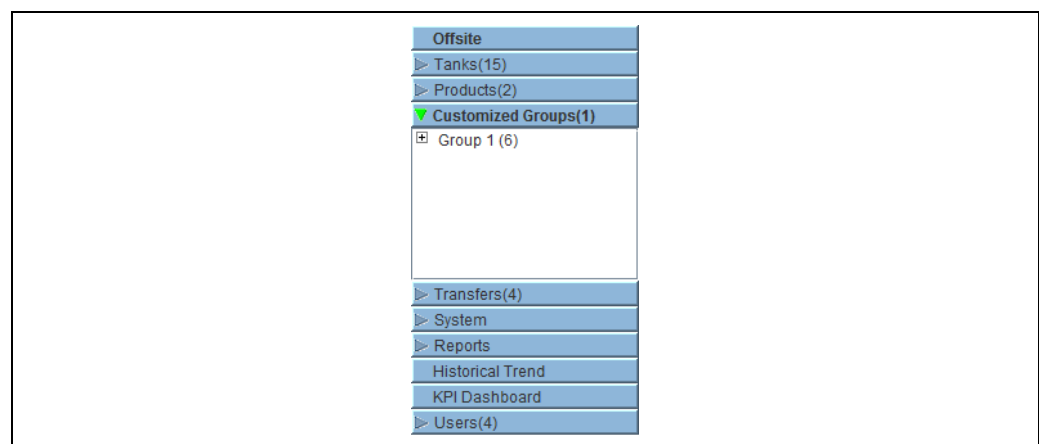 Offsite
Tanks(15)
Products(2)
Customized Groups(1)
Group 1 (6)
Transfers(4)
System
Reports
Historical Trend
KPI Dashboard
Users(4)